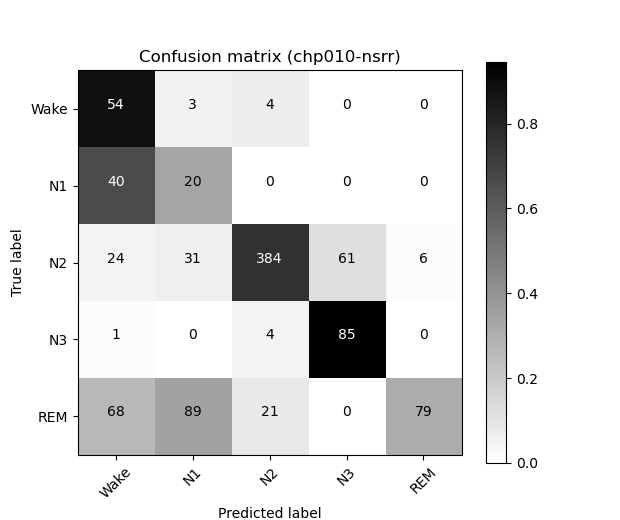 Confusion matrix (chp010-nsrr)
Wake 54 3 4 0 0
N1 40 20 0 0 0
N2 24 31 384 61 6
N3 1 0 4 85 0
REM 68 89 21 0 79
Wake N1 N2 N3 REM
Predicted label
True label
0.8
0.6
0.4
0.2
0.0